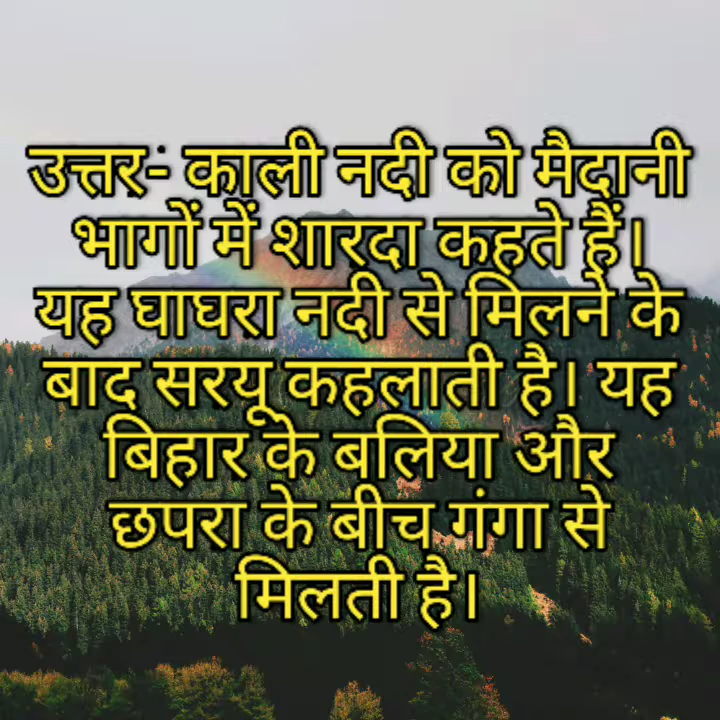 उत्तर:- काली नदी को मैदानी
भागों में शारदा कहते हैं।
यह घाघरा नदी से मिलने के
बाद सरयू कहलाती है। यह
बिहार के बलिया और
छपरा के बीच गंगा से
मिलती है।